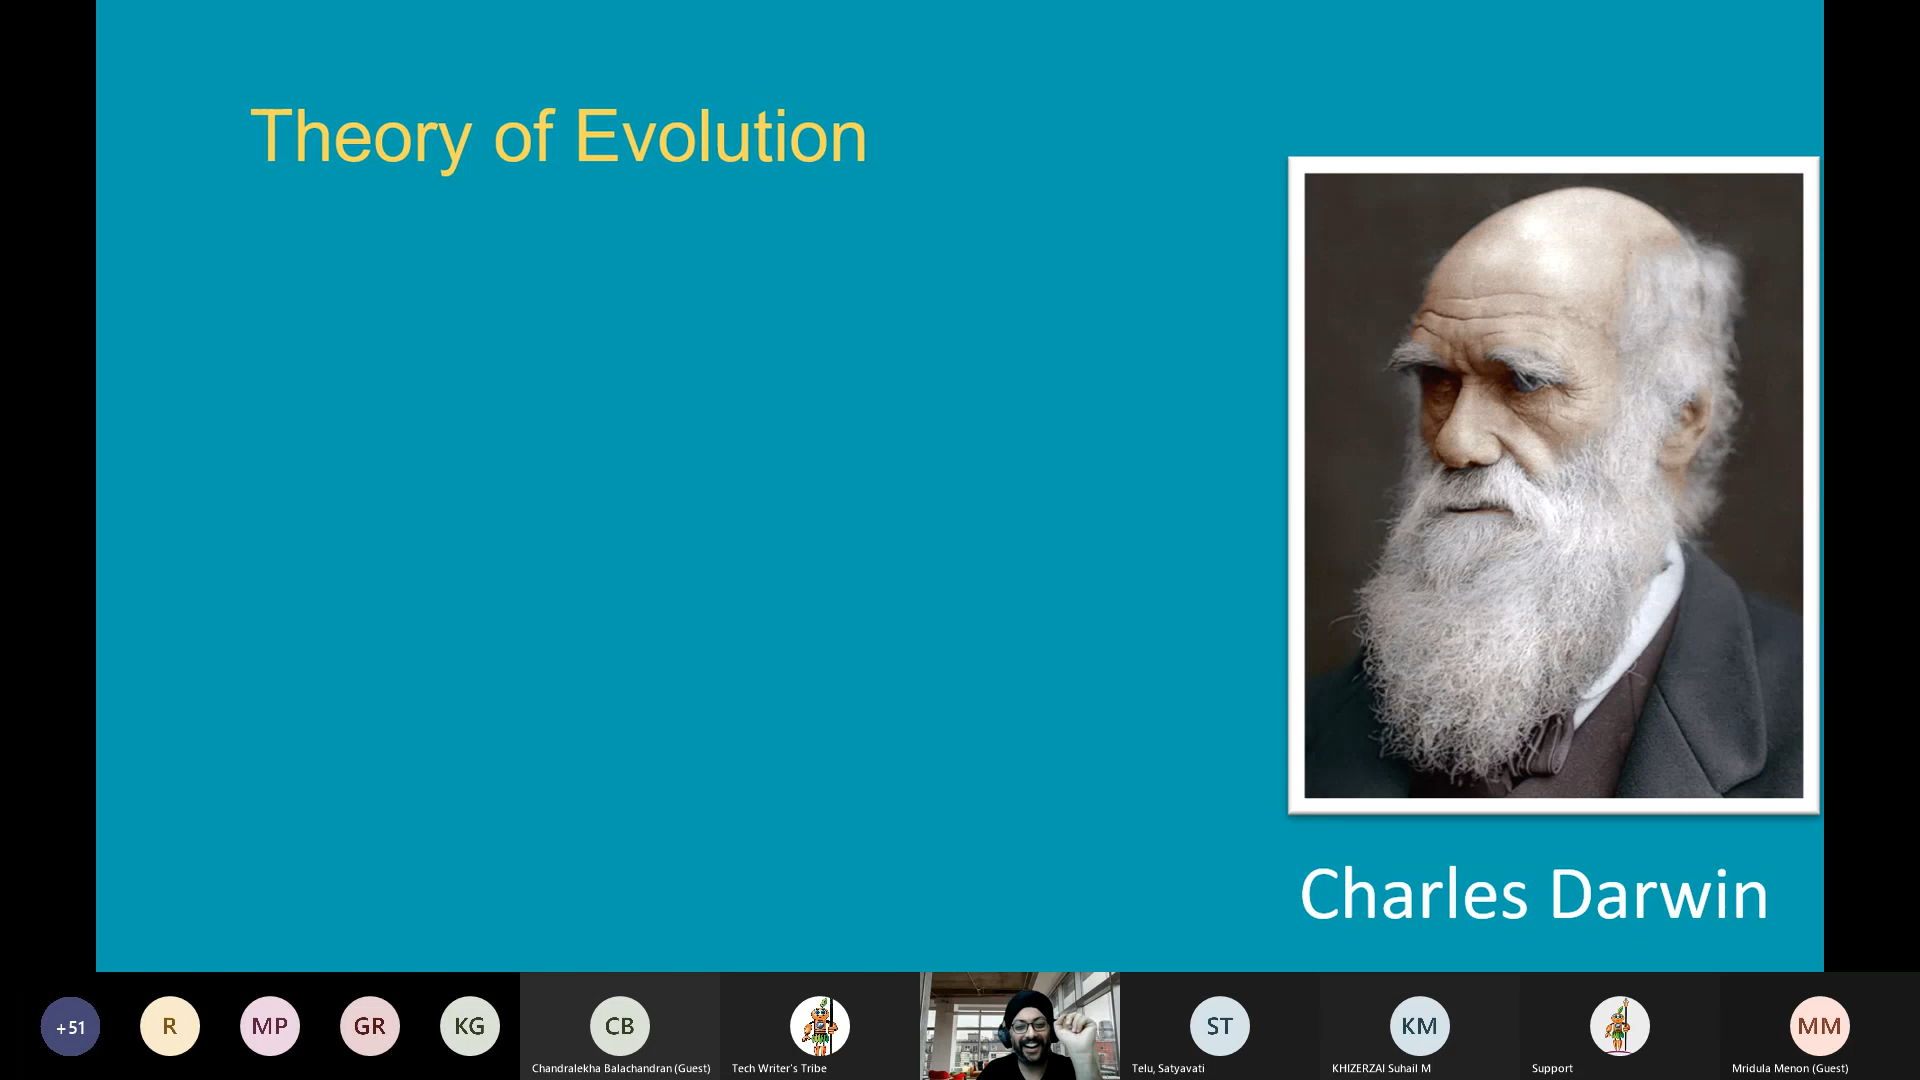 Theory of Evolution
Charles Darwin
+51
R
MP
GR
KG
CB
ST
KM
MM
Chandralekha Balachandran (Guest)
Tech Writer's Tribe
Telu, Satyavati
KHIZERZAI Suhail M
Support
Mridula Menon (Guest)